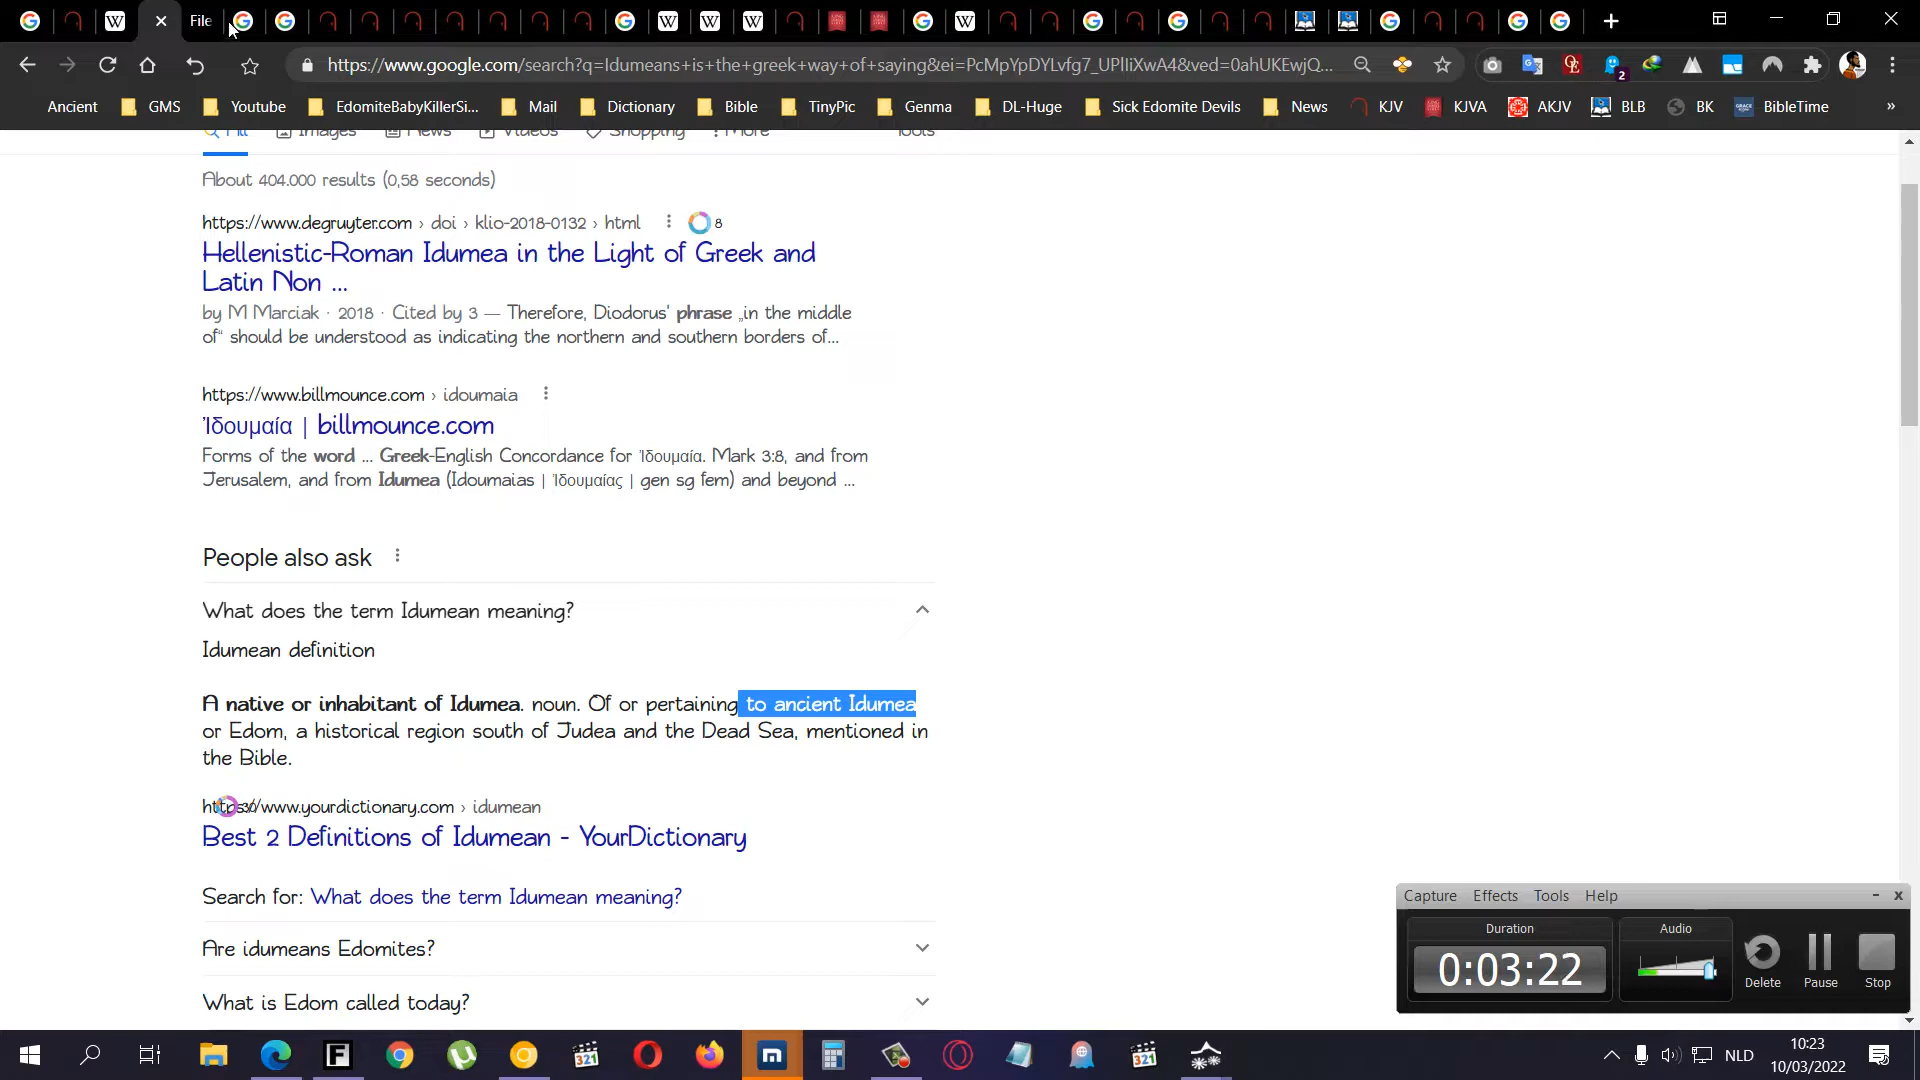 File
https://www.google.com/search?q=Idumeans+is+the+greek+way+of+saying&ei=PcMpYpDYLvfg7_UPlIiXwA4&ved=0ahUKEwjQ...
2
Ancient
GMS
Youtube
EdomiteBabyKillerSi...
Mail
Dictionary
Bible
TinyPic
Genma
DL-Huge
Sick Edomite Devils
News
KJV
KJVA
AKJV
BLB
BK
BibleTime
»
All
Images
News
Videos
Shopping
More
Tools
About 404.000 results (0,58 seconds)
https://www.degruyter.com › doi › klio-2018-0132 › html
8
Hellenistic-Roman Idumea in the Light of Greek and
Latin Non ...
by M Marciak · 2018 · Cited by 3 — Therefore, Diodorus' phrase „in the middle
of“ should be understood as indicating the northern and southern borders of...
https://www.billmounce.com › idoumaia
Ἰδουμαία | billmounce.com
Forms of the word ... Greek-English Concordance for Ἰδουμαία. Mark 3:8, and from
Jerusalem, and from Idumea (Idoumaias | Ἰδουμαίας | gen sg fem) and beyond ...
People also ask
What does the term Idumean meaning?
Idumean definition
A native or inhabitant of Idumea. noun. Of or pertaining to ancient Idumea
or Edom, a historical region south of Judea and the Dead Sea, mentioned in
the Bible.
https://www.yourdictionary.com › idumean
Best 2 Definitions of Idumean - YourDictionary
Search for: What does the term Idumean meaning?
Are idumeans Edomites?
What is Edom called today?
Capture Effects Tools Help
Duration
0:03:22
Audio
Delete
Pause
Stop
NLD
10:23
10/03/2022